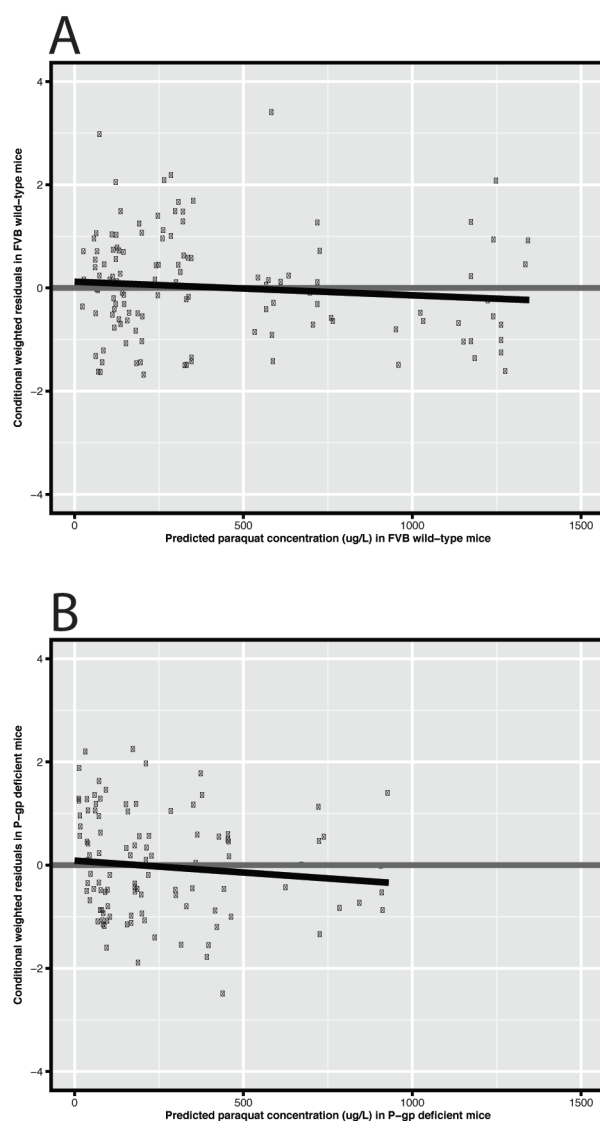 A
Conditional weighted residuals in FVB wild−type mice
4
2
0
−2
−4
0 500 1000 1500
Predicted paraquat concentration (ug/L) in FVB wild−type mice
B
Conditional weighted residuals in P−gp deficient mice
4
2
0
−2
−4
0 500 1000 1500
Predicted paraquat concentration (ug/L) in P−gp deficient mice